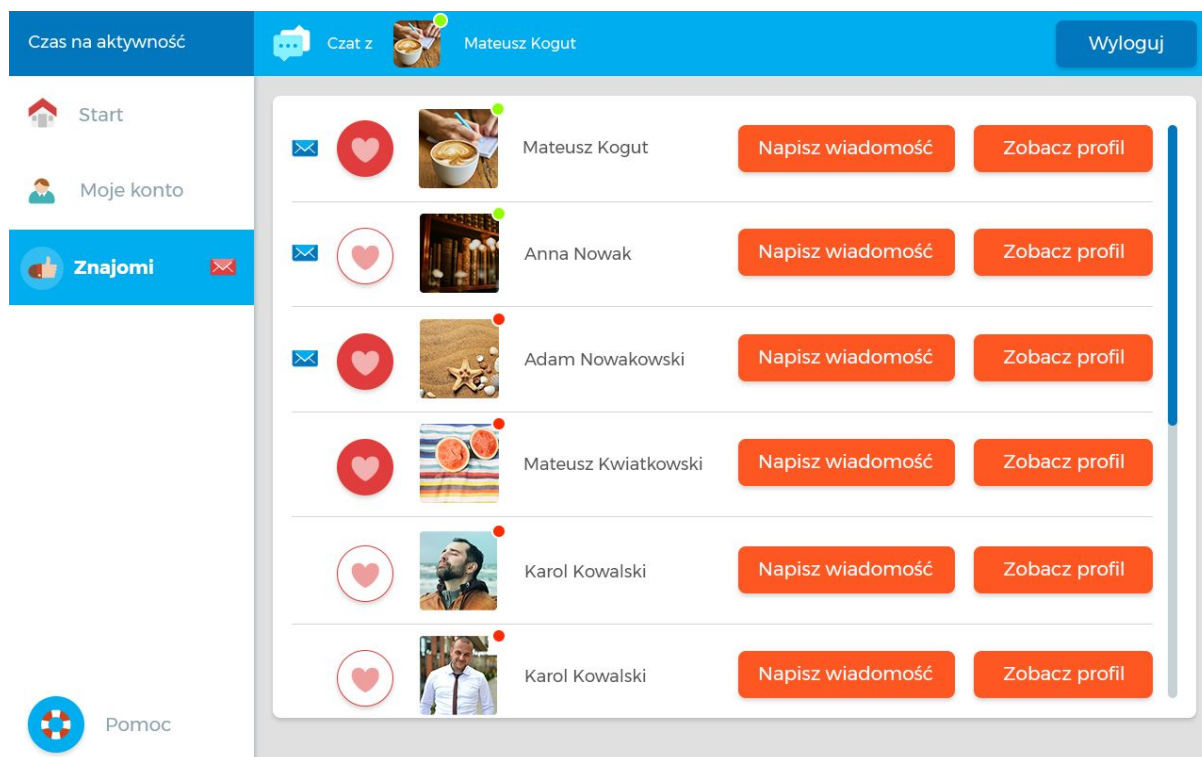 Czas na aktywność
Czat z Mateusz Kogut
Wyloguj
Start
Moje konto
Znajomi
Pomoc
Mateusz Kogut Napisz wiadomość Zobacz profil
Anna Nowak Napisz wiadomość Zobacz profil
Adam Nowakowski Napisz wiadomość Zobacz profil
Mateusz Kwiatkowski Napisz wiadomość Zobacz profil
Karol Kowalski Napisz wiadomość Zobacz profil
Karol Kowalski Napisz wiadomość Zobacz profil